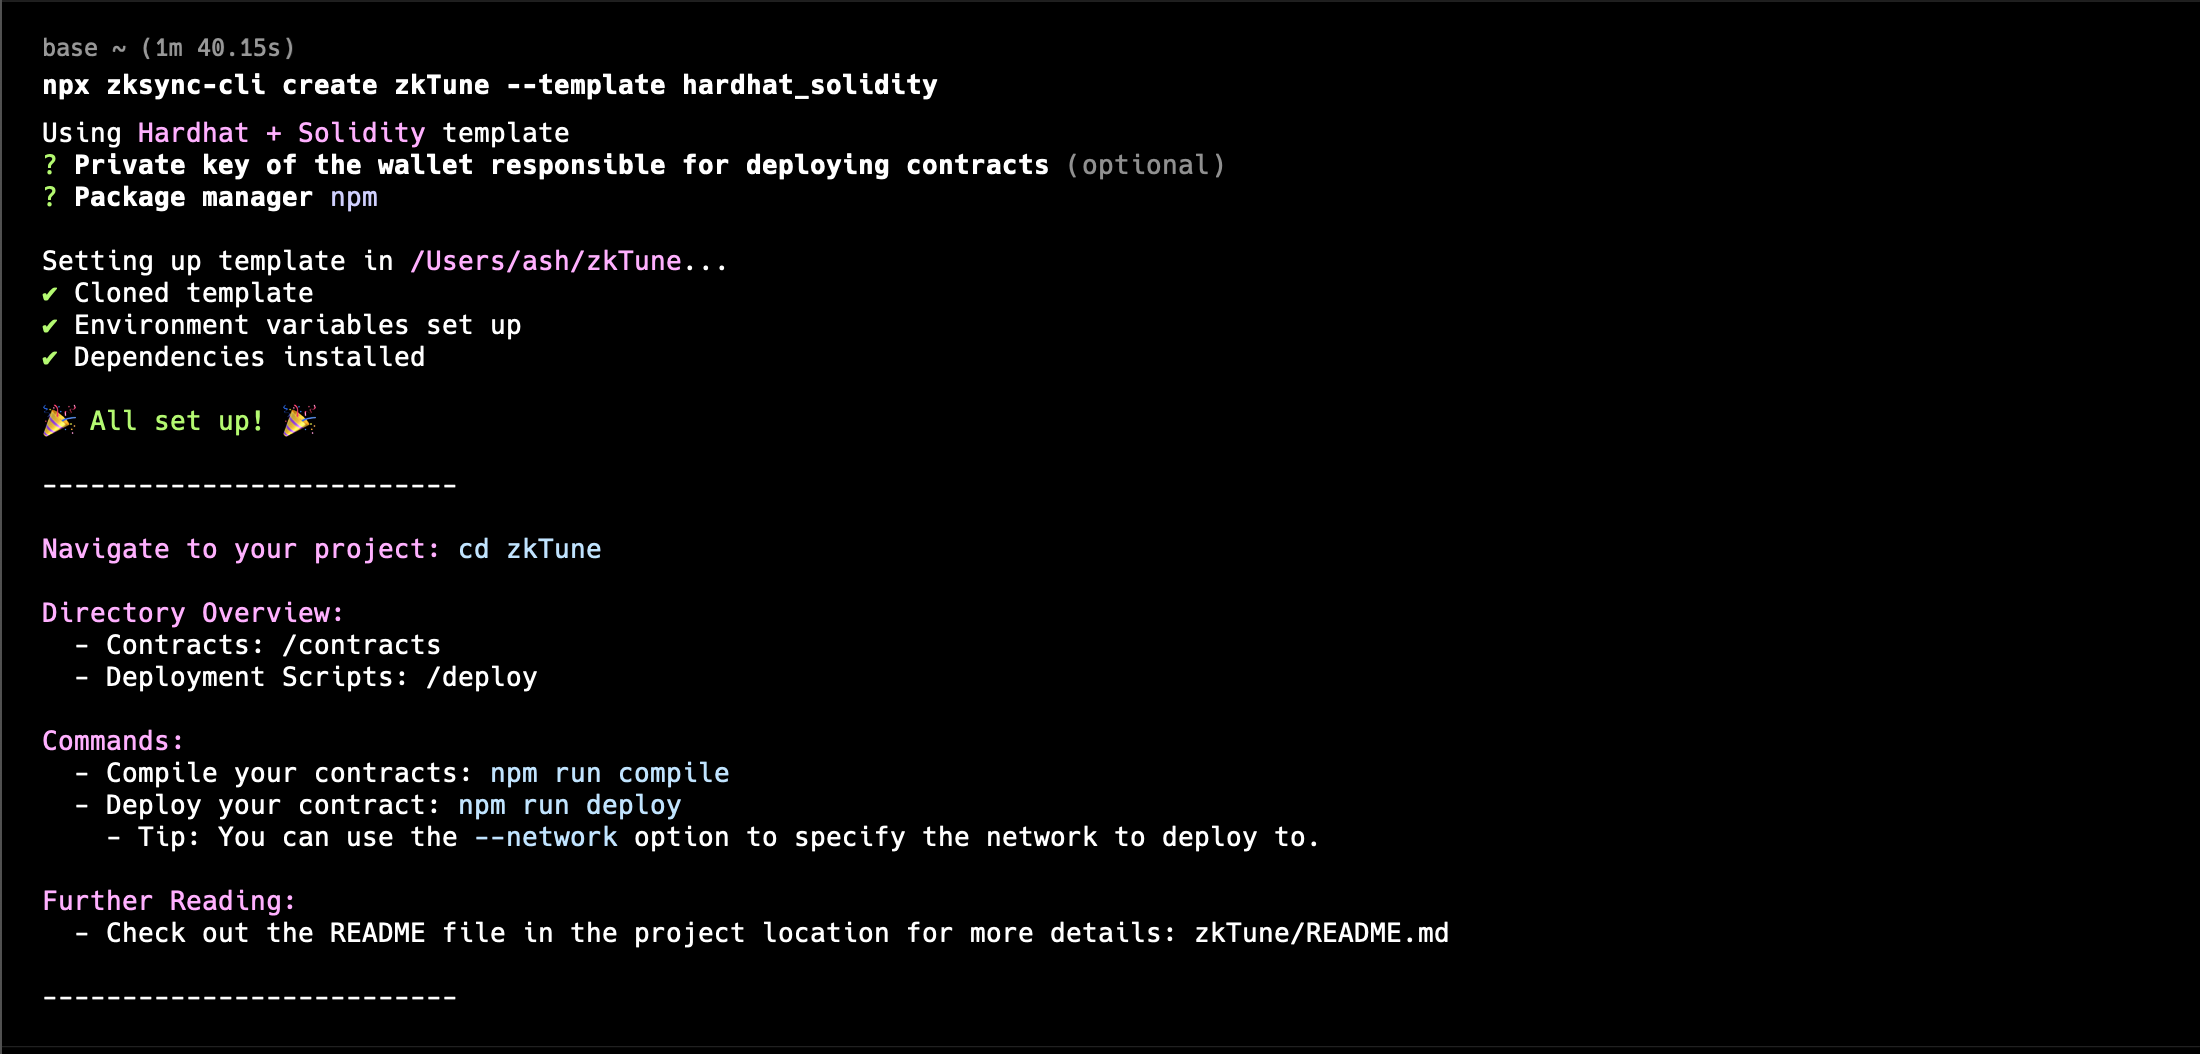 base ~ (1m 40.15s)
npx zksync-cli create zkTune --template hardhat_solidity
Using Hardhat + Solidity template
? Private key of the wallet responsible for deploying contracts (optional)
? Package manager npm
Setting up template in /Users/ash/zkTune...
✔ Cloned template
✔ Environment variables set up
✔ Dependencies installed
🎉 All set up! 🎉
--------------------------
Navigate to your project: cd zkTune
Directory Overview:
  - Contracts: /contracts
  - Deployment Scripts: /deploy
Commands:
  - Compile your contracts: npm run compile
  - Deploy your contract: npm run deploy
    - Tip: You can use the --network option to specify the network to deploy to.
Further Reading:
  - Check out the README file in the project location for more details: zkTune/README.md
--------------------------